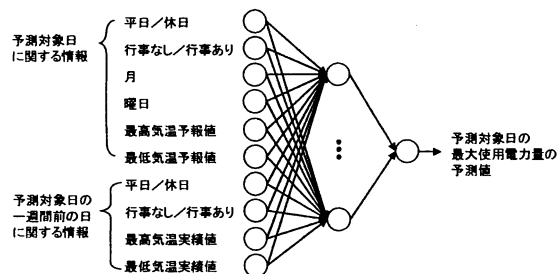 予測対象日
に関する情報
平日／休日
行事なし／行事あり
月
曜日
最高気温予報値
最低気温予報値
予測対象日の
一週間前の日
に関する情報
平日／休日
行事なし／行事あり
最高気温実績値
最低気温実績値
予測対象日の
最大使用電力量の
予測値